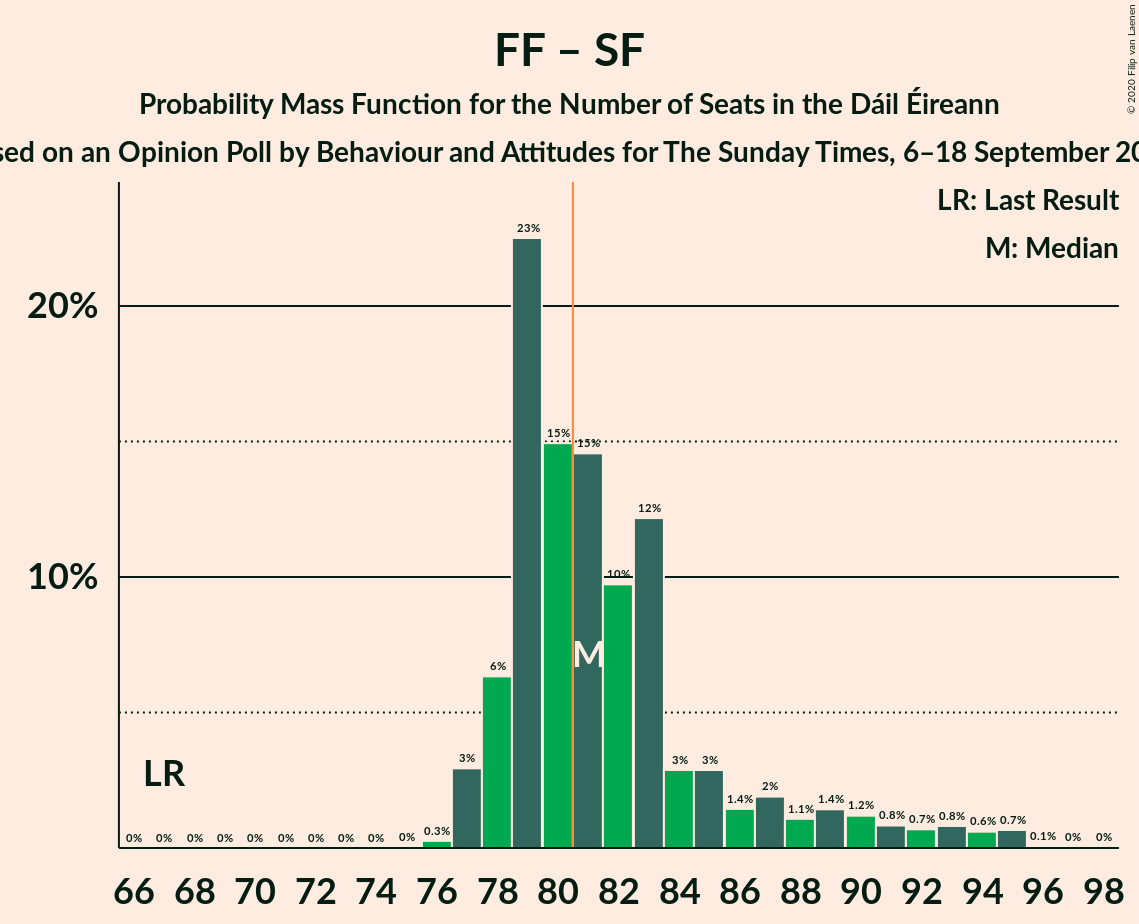 FF – SF
Probability Mass Function for the Number of Seats in the Dáil Éireann
sed on an Opinion Poll by Behaviour and Attitudes for The Sunday Times, 6–18 September 20
© 2020 Filip van Laenen
LR: Last Result
M: Median
23%
20%
15% 15%
12%
10% 10%
M
6%
LR
3% 3% 3%
0% 0% 0% 0% 0% 0% 0% 0% 0% 0% 0.3% 1.4% 2% 1.1% 1.4% 1.2% 0.8% 0.7% 0.8% 0.6% 0.7% 0.1% 0% 0%
66 68 70 72 74 76 78 80 82 84 86 88 90 92 94 96 98